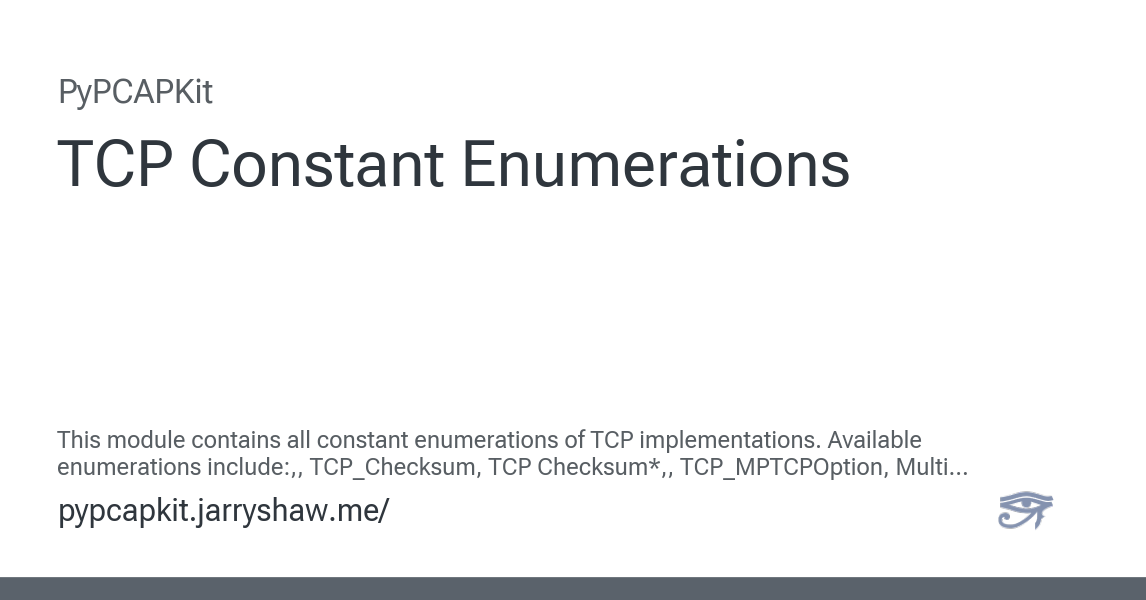 PyPCAPKit
TCP Constant Enumerations
This module contains all constant enumerations of TCP implementations. Available
enumerations include:,, TCP_Checksum, TCP Checksum*,, TCP_MPTCPOption, Multi...
pypcapkit.jarryshaw.me/